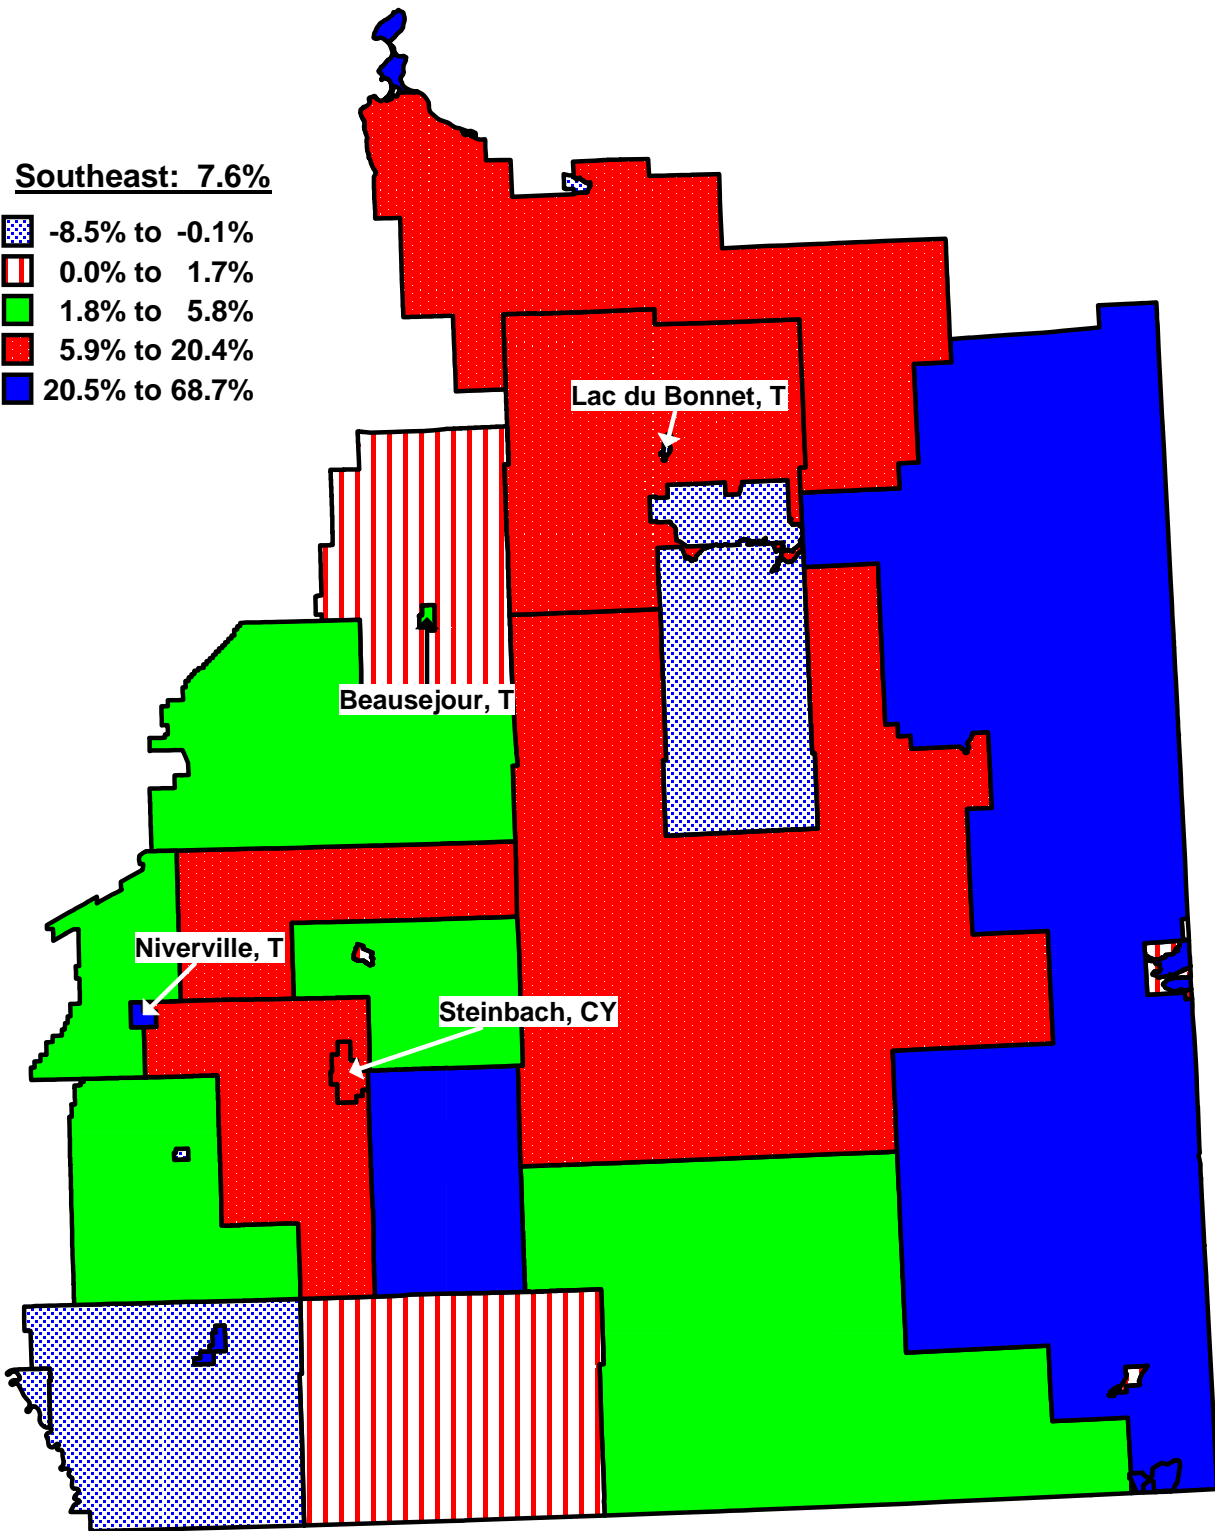 Southeast: 7.6%
-8.5% to -0.1%
0.0% to 1.7%
1.8% to 5.8%
5.9% to 20.4%
20.5% to 68.7%
Lac du Bonnet, T
Beausejour, T
Niverville, T
Steinbach, CY